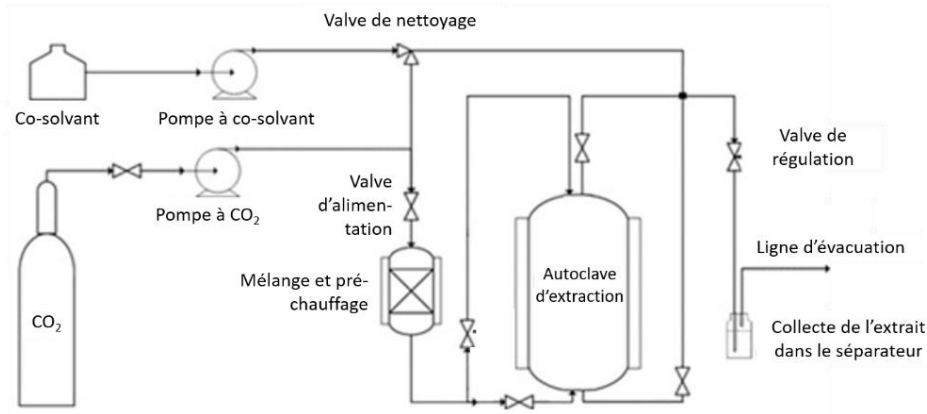 Valve de nettoyage
Co-solvant
Pompe à co-solvant
Valve de
régulation
Valve
d'alimen-
tation
Pompe à CO₂
Ligne d'évacuation
Mélange et pré-
chauffage
Autoclave
d'extraction
CO₂
Collecte de l'extrait
dans le séparateur